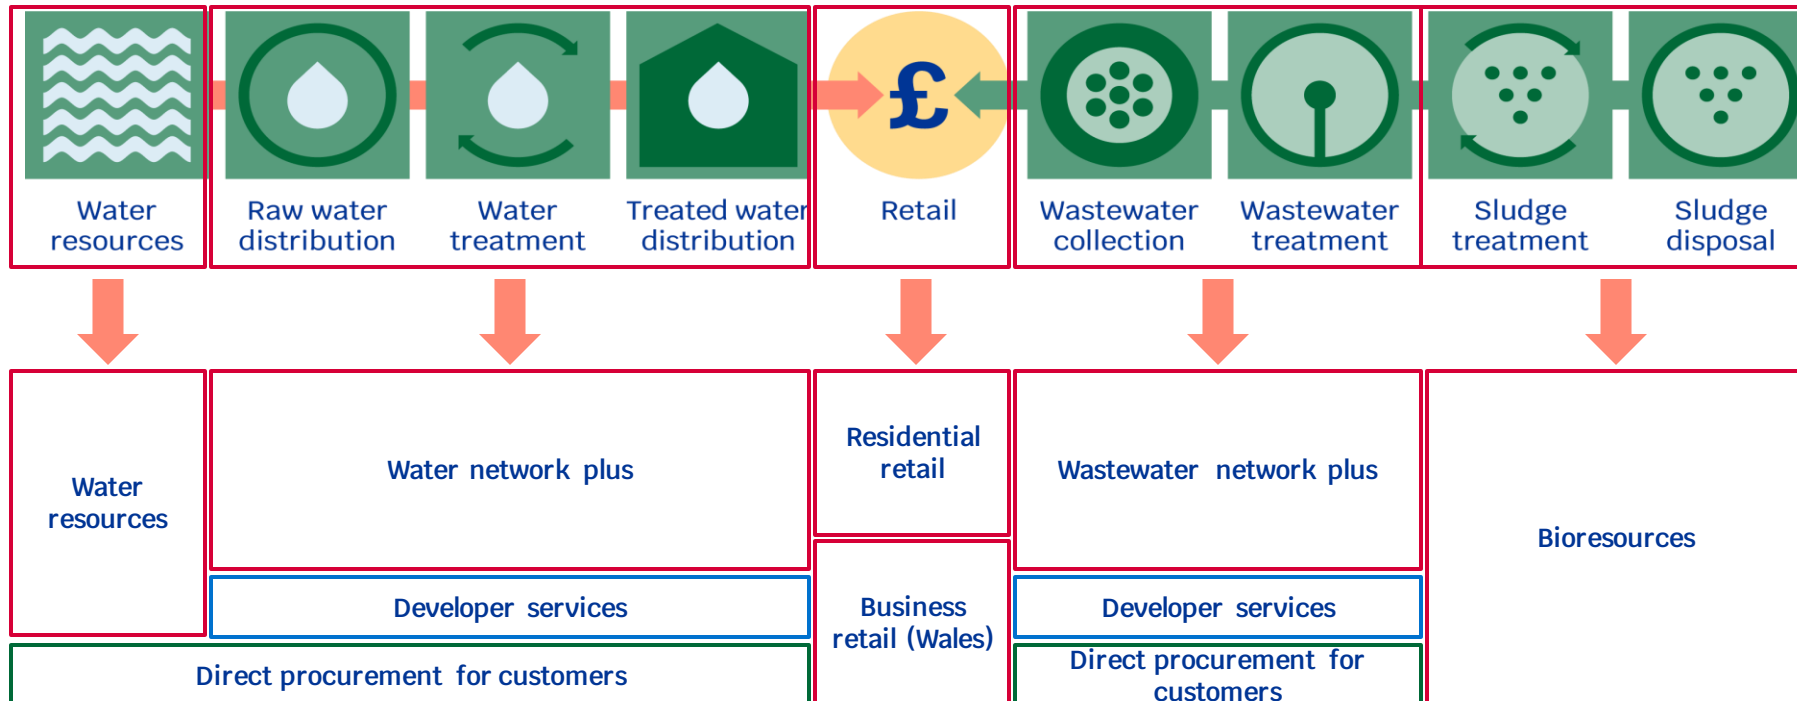 Water
resources
Raw water
distribution
Water
treatment
Treated water
distribution
£
Retail
Wastewater
collection
Wastewater
treatment
Sludge
treatment
Sludge
disposal
Water
resources
Water network plus
Developer services
Direct procurement for customers
Residential
retail
Business
retail (Wales)
Wastewater network plus
Developer services
Direct procurement for
customers
Bioresources